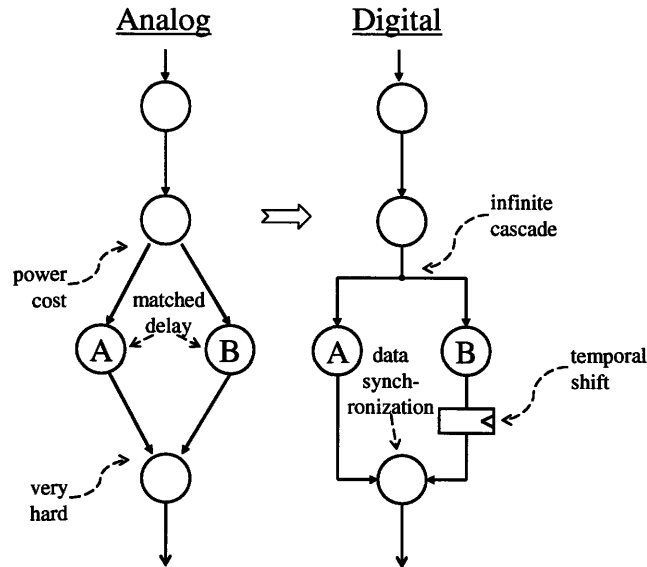 Analog
Digital
infinite
cascade
power
cost
matched
delay
A
B
A
B
data
synch-
ronization
temporal
shift
very
hard